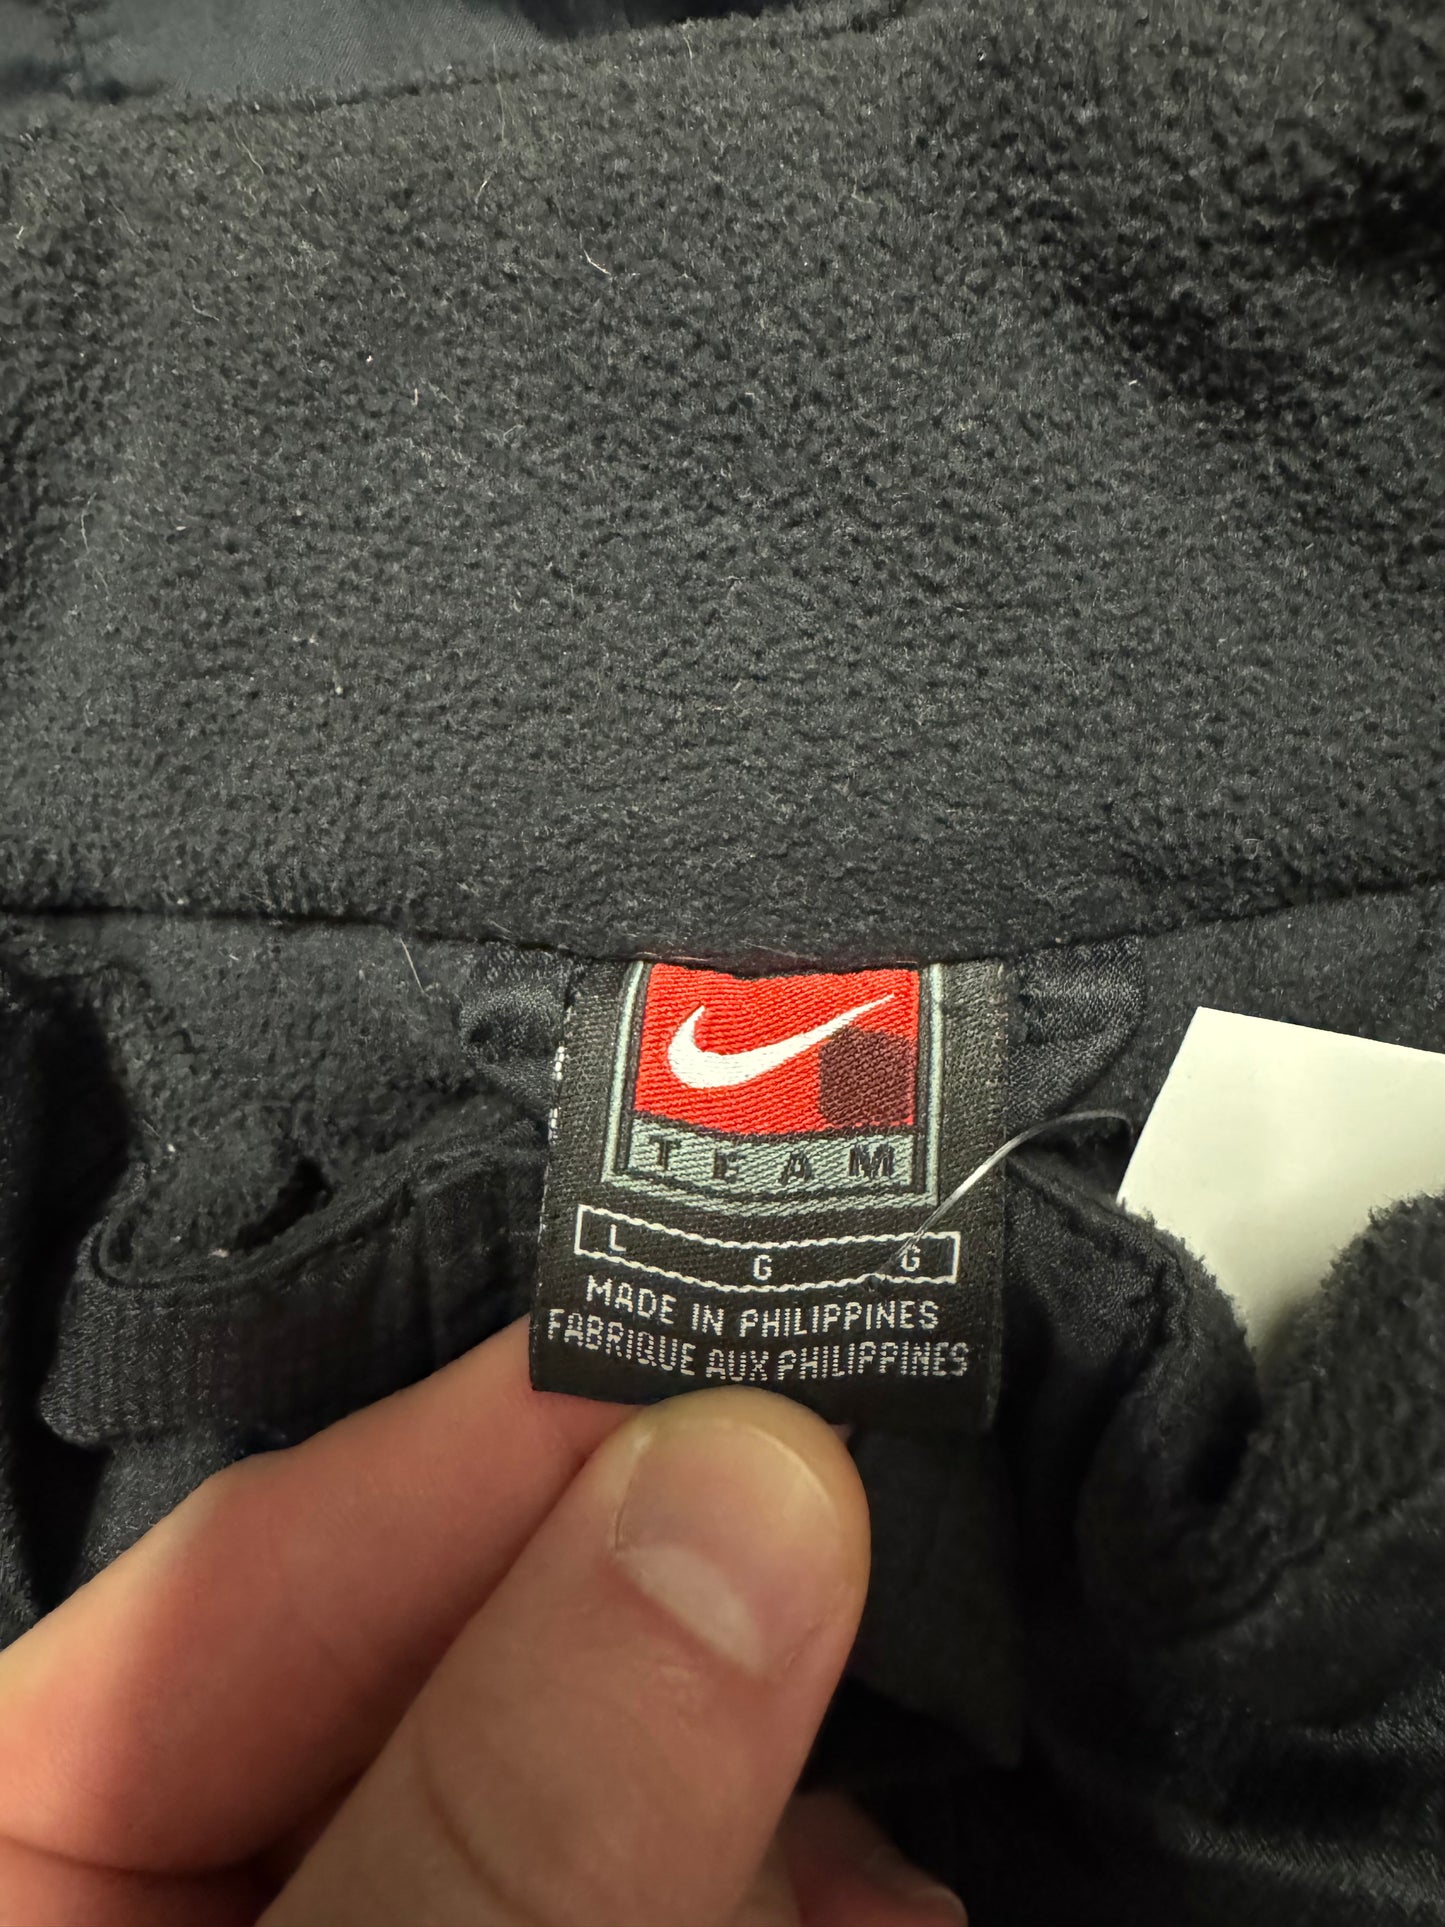 TEAM
L G G
MADE IN PHILIPPINES
FABRIQUE AUX PHILIPPINES